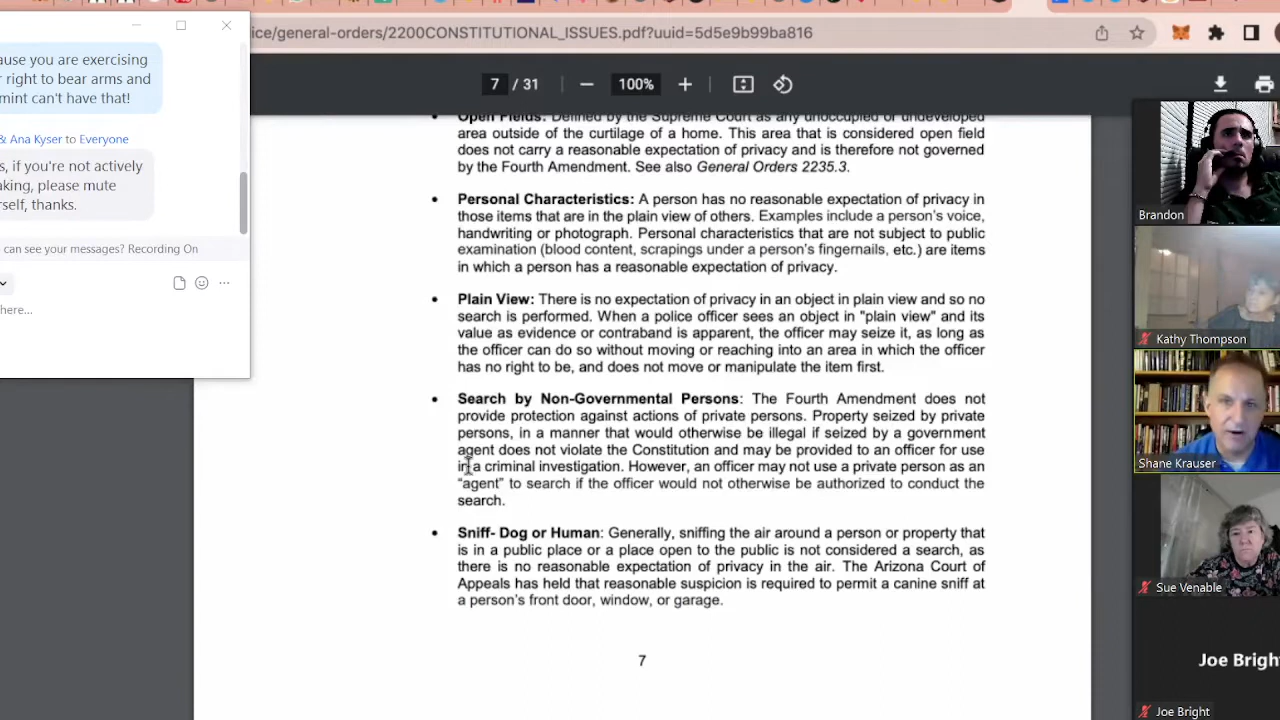 ice/general-orders/2200CONSTITUTIONAL_ISSUES.pdf?uuid=5d5e9b99ba816
7 / 31
100%
ause you are exercising
r right to bear arms and
mint can't have that!
& Ana Kyser to Everyone
s, if you're not actively
aking, please mute
rself, thanks.
can see your messages? Recording On
here...
• Open Fields: Defined by the Supreme Court as any unoccupied or undeveloped
area outside of the curtilage of a home. This area that is considered open field
does not carry a reasonable expectation of privacy and is therefore not governed
by the Fourth Amendment. See also General Orders 2235.3.
• Personal Characteristics: A person has no reasonable expectation of privacy in
those items that are in the plain view of others. Examples include a person's voice,
handwriting or photograph. Personal characteristics that are not subject to public
examination (blood content, scrapings under a person's fingernails, etc.) are items
in which a person has a reasonable expectation of privacy.
• Plain View: There is no expectation of privacy in an object in plain view and so no
search is performed. When a police officer sees an object in "plain view" and its
value as evidence or contraband is apparent, the officer may seize it, as long as
the officer can do so without moving or reaching into an area in which the officer
has no right to be, and does not move or manipulate the item first.
• Search by Non-Governmental Persons: The Fourth Amendment does not
provide protection against actions of private persons. Property seized by private
persons, in a manner that would otherwise be illegal if seized by a government
agent does not violate the Constitution and may be provided to an officer for use
in a criminal investigation. However, an officer may not use a private person as an
“agent” to search if the officer would not otherwise be authorized to conduct the
search.
• Sniff- Dog or Human: Generally, sniffing the air around a person or property that
is in a public place or a place open to the public is not considered a search, as
there is no reasonable expectation of privacy in the air. The Arizona Court of
Appeals has held that reasonable suspicion is required to permit a canine sniff at
a person's front door, window, or garage.
7
Brandon
Kathy Thompson
Shane Krauser
Sue Venable
Joe Brigh
Joe Bright